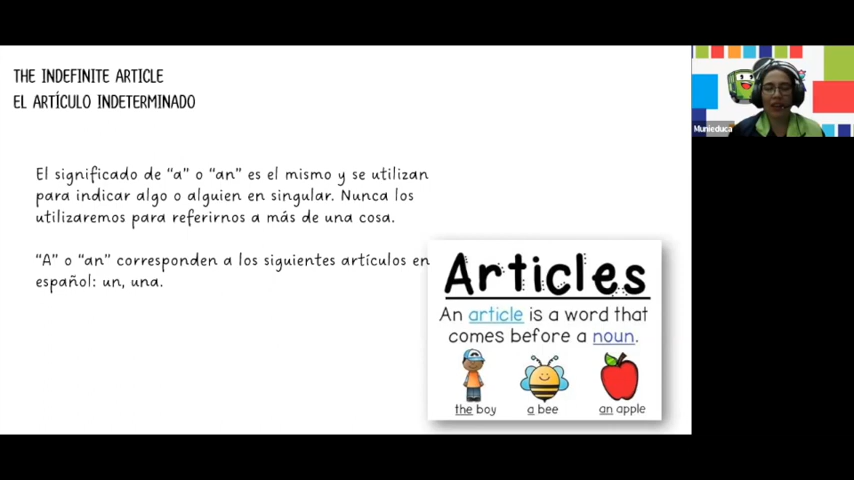 THE INDEFINITE ARTICLE
EL ARTÍCULO INDETERMINADO
El significado de "a" o "an" es el mismo y se utilizan
para indicar algo o alguien en singular. Nunca los
utilizaremos para referirnos a más de una cosa.
"A" o "an" corresponden a los siguientes artículos en
español: un, una.
Articles
An article is a word that
comes before a noun.
the boy
a bee
an apple
Munieduca